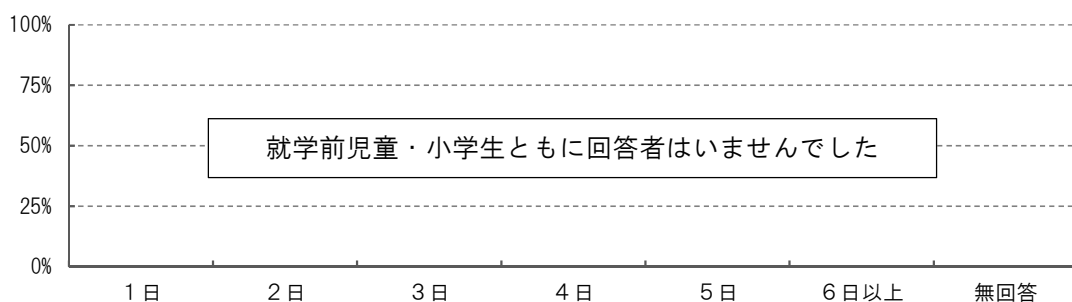 100%
75%
50%
25%
0%
就学前児童・小学生ともに回答者はいませんでした
１日 ２日 ３日 ４日 ５日 ６日以上 無回答